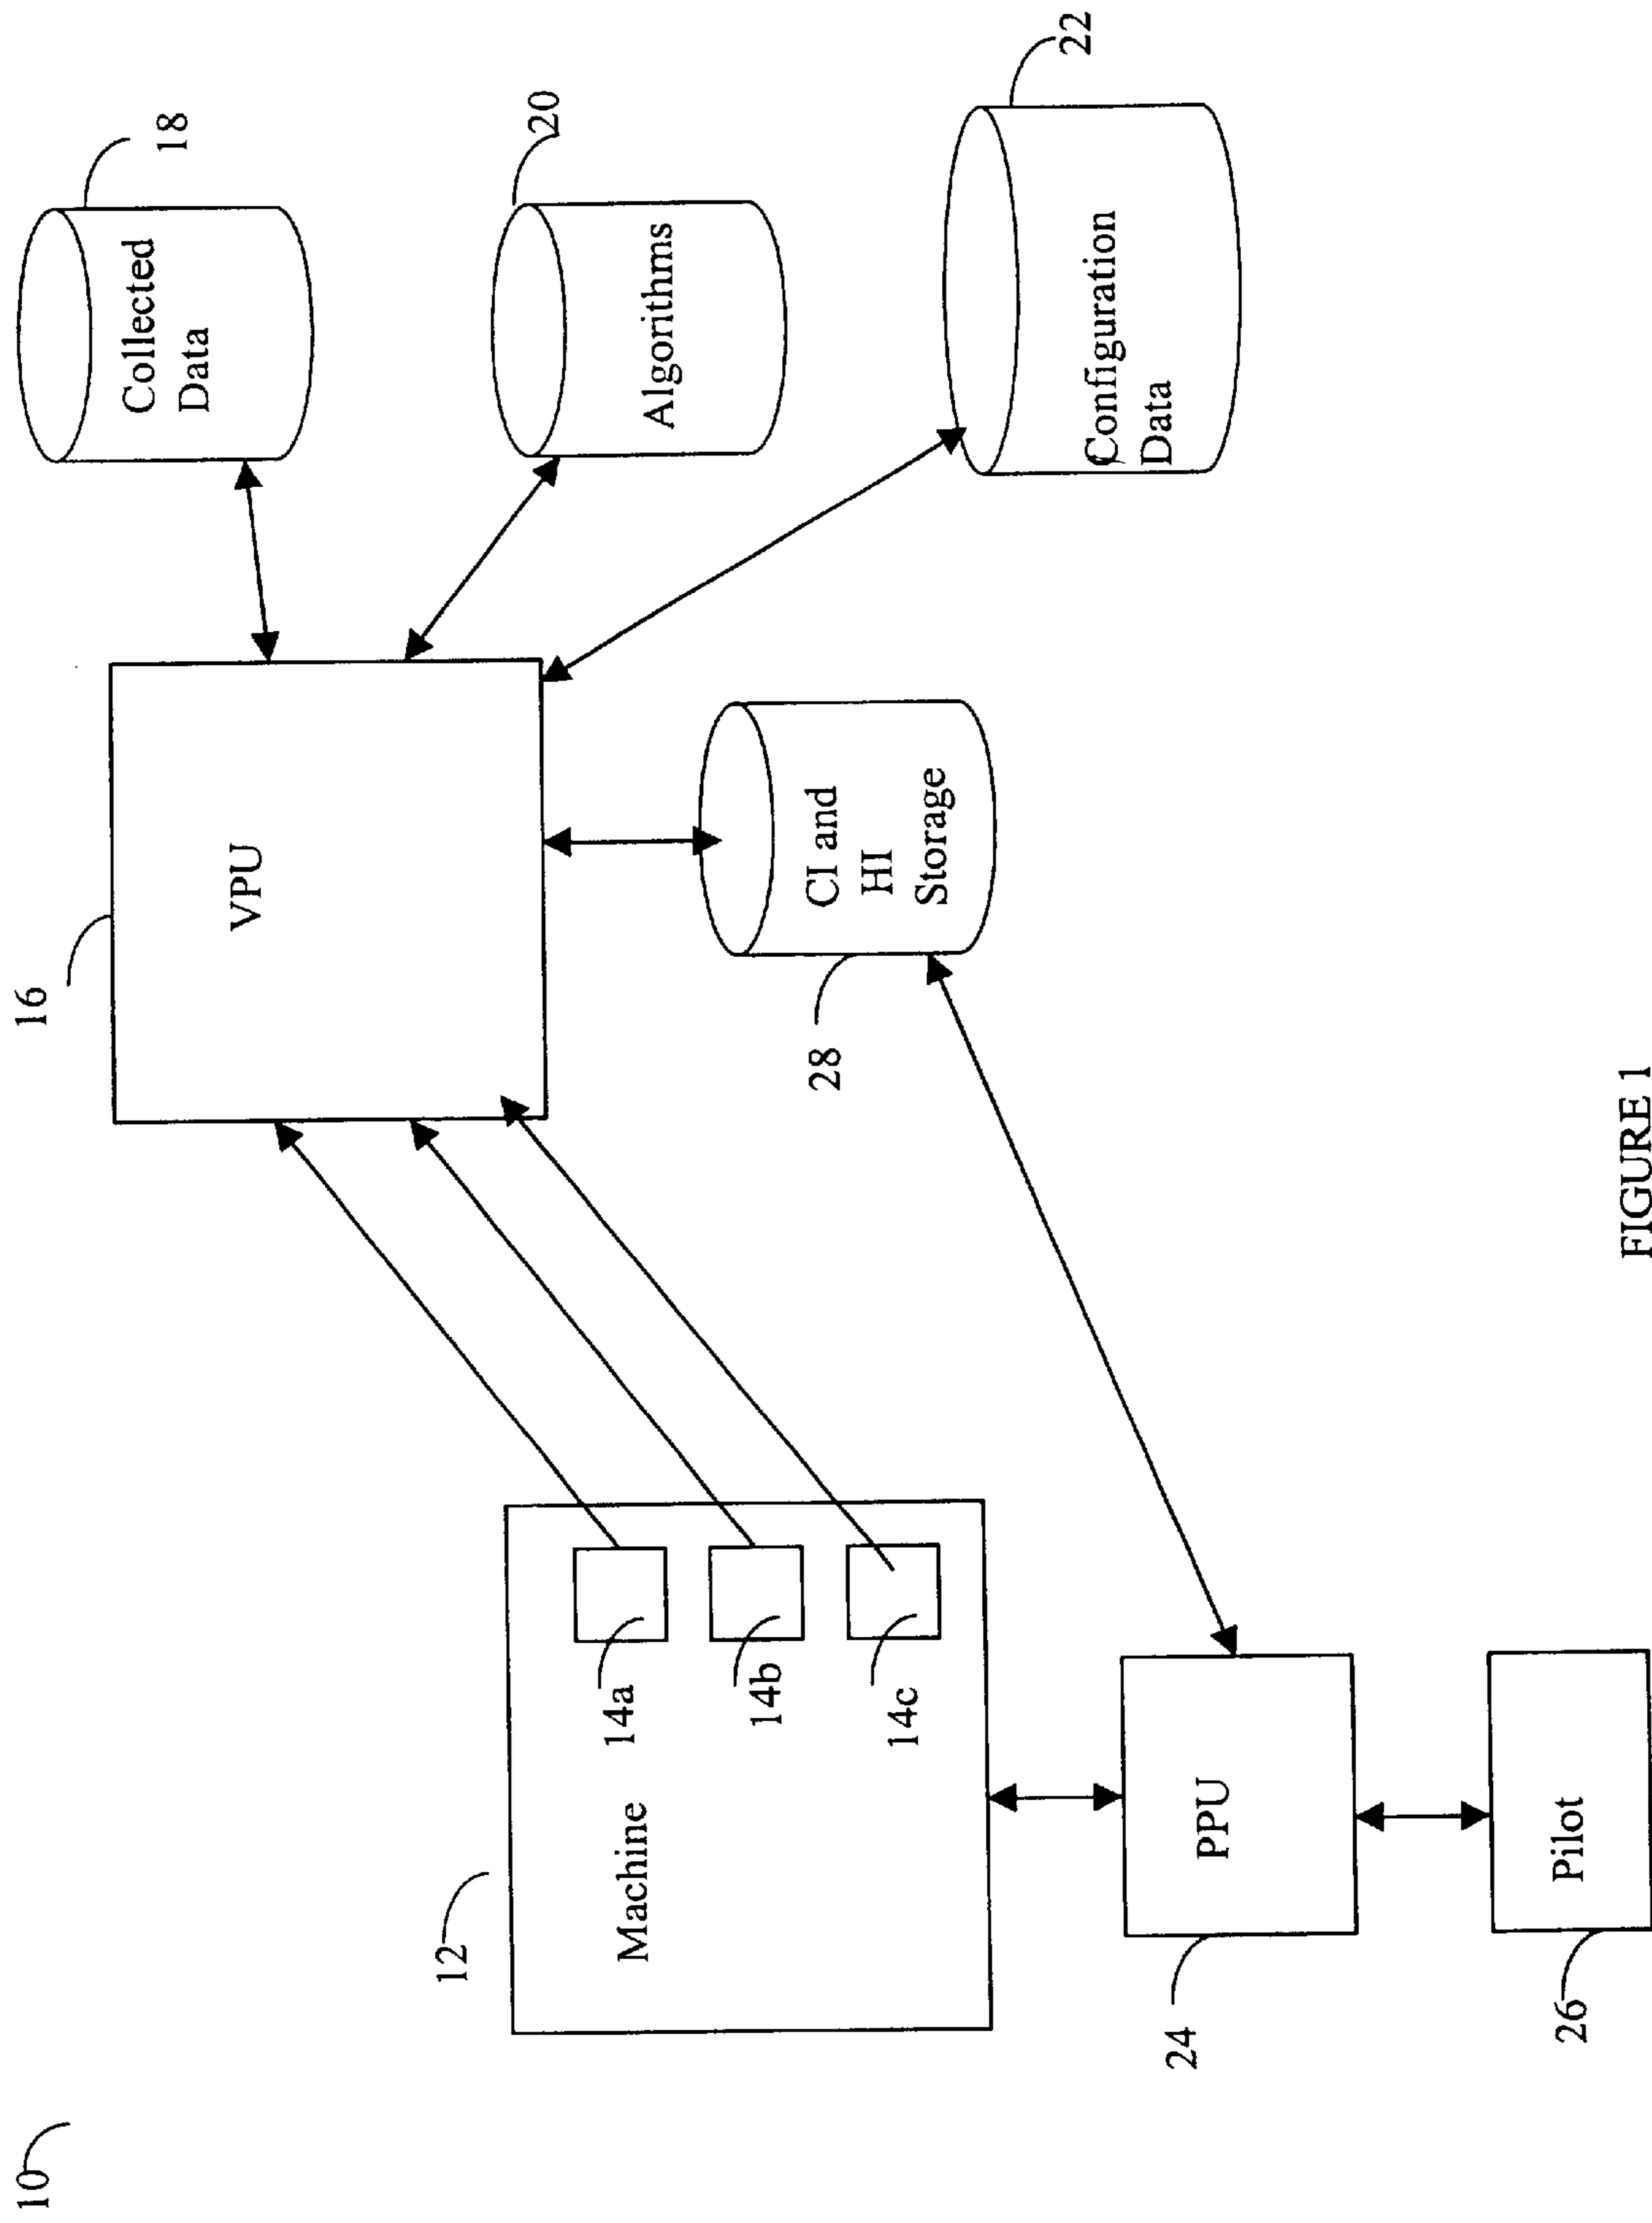 10
16
VPU
18
Collected
Data
20
Algorithms
22
Configuration
Data
28
CI and
HI
Storage
12
Machine
14a
14b
14c
24
PPU
26
Pilot
FIGURE 1